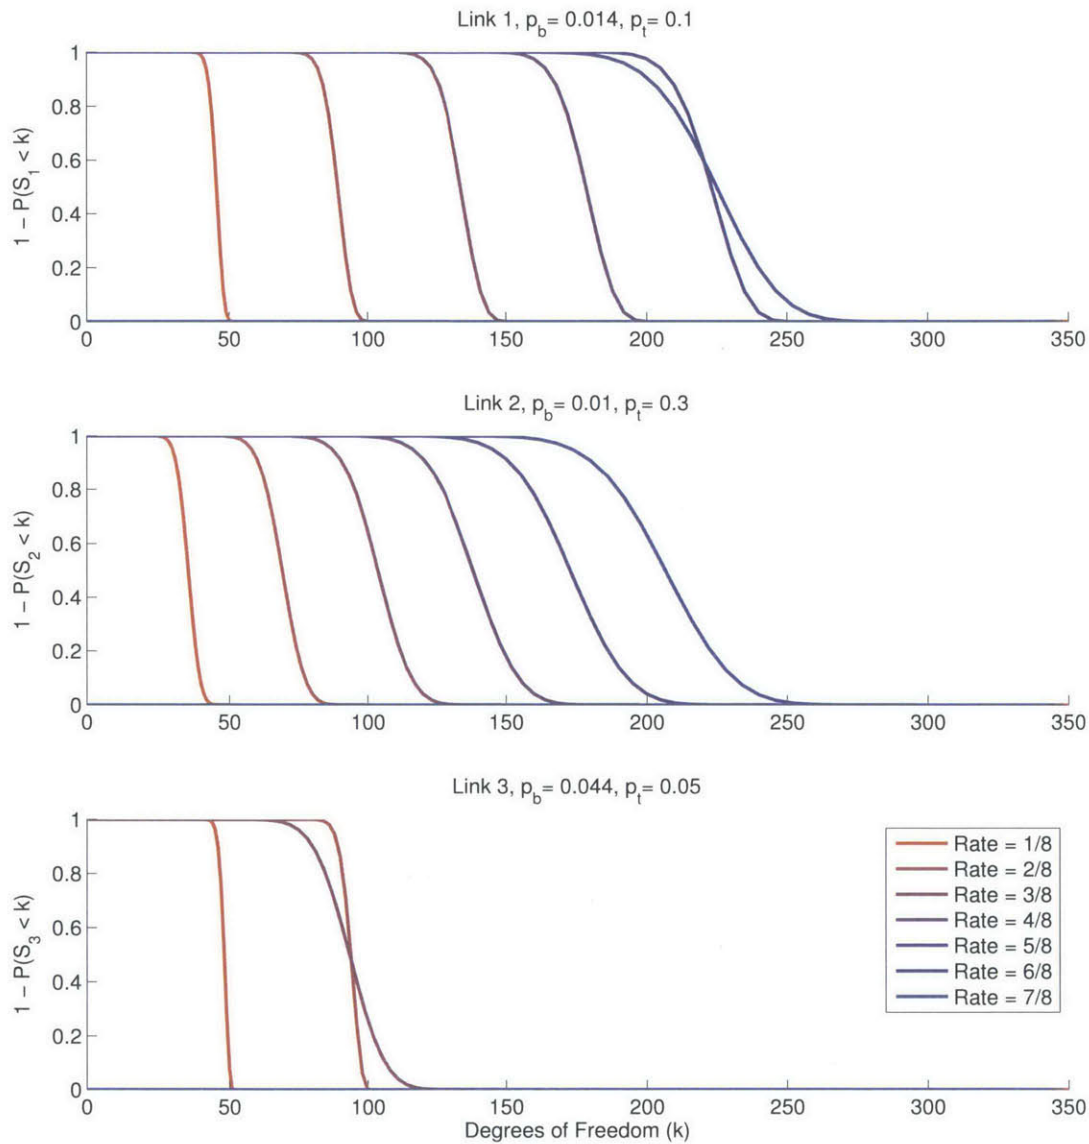 Link 1, p_b= 0.014, p_t= 0.1
1 − P(S_1 < k)
1
0.8
0.6
0.4
0.2
0
0 50 100 150 200 250 300 350
Link 2, p_b= 0.01, p_t= 0.3
1 − P(S_2 < k)
1
0.8
0.6
0.4
0.2
0
0 50 100 150 200 250 300 350
Link 3, p_b= 0.044, p_t= 0.05
1 − P(S_3 < k)
1
0.8
0.6
0.4
0.2
0
0 50 100 150 200 250 300 350
Degrees of Freedom (k)
Rate = 1/8
Rate = 2/8
Rate = 3/8
Rate = 4/8
Rate = 5/8
Rate = 6/8
Rate = 7/8